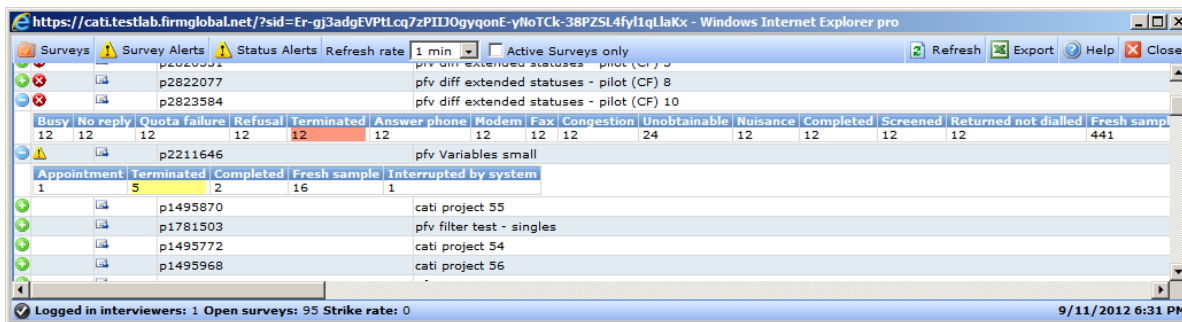 https://cati.testlab.firmglobal.net/?sid=Er-gj3adgEVPtLcq7zPIIJOgyqonE-yNoTCk-38PZSL4fyl1qLlaKx - Windows Internet Explorer pro
Surveys Survey Alerts Status Alerts Refresh rate 1 min Active Surveys only Refresh Export Help Close
p2822077 pfv diff extended statuses - pilot (CF) 8
p2823584 pfv diff extended statuses - pilot (CF) 10
Busy No reply Quota failure Refusal Terminated Answer phone Modem Fax Congestion Unobtainable Nuisance Completed Screened Returned not dialled Fresh samp
12 12 12 12 12 12 12 12 12 24 12 12 12 12 441
p2211646 pfv Variables small
Appointment Terminated Completed Fresh sample Interrupted by system
1 5 2 16 1
p1495870 cati project 55
p1781503 pfv filter test - singles
p1495772 cati project 54
p1495968 cati project 56
Logged in interviewers: 1 Open surveys: 95 Strike rate: 0 9/11/2012 6:31 PM